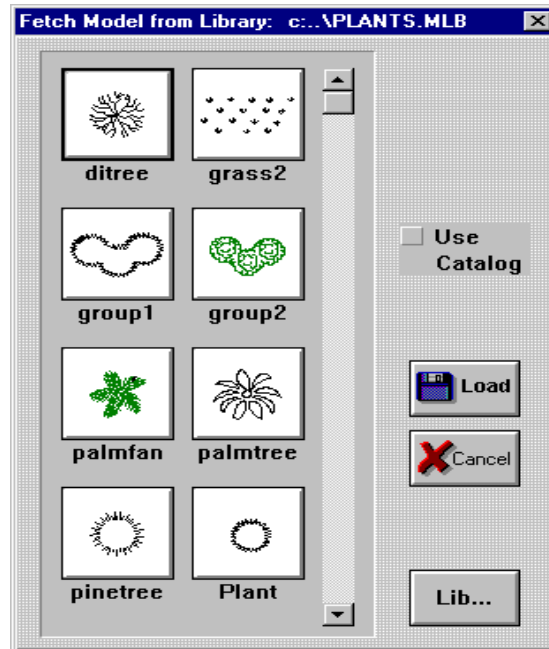 Fetch Model from Library: c:..\PLANTS.MLB
ditree grass2
group1 group2
palmfan palmtree
pinetree Plant
Use
Catalog
Load
Cancel
Lib...